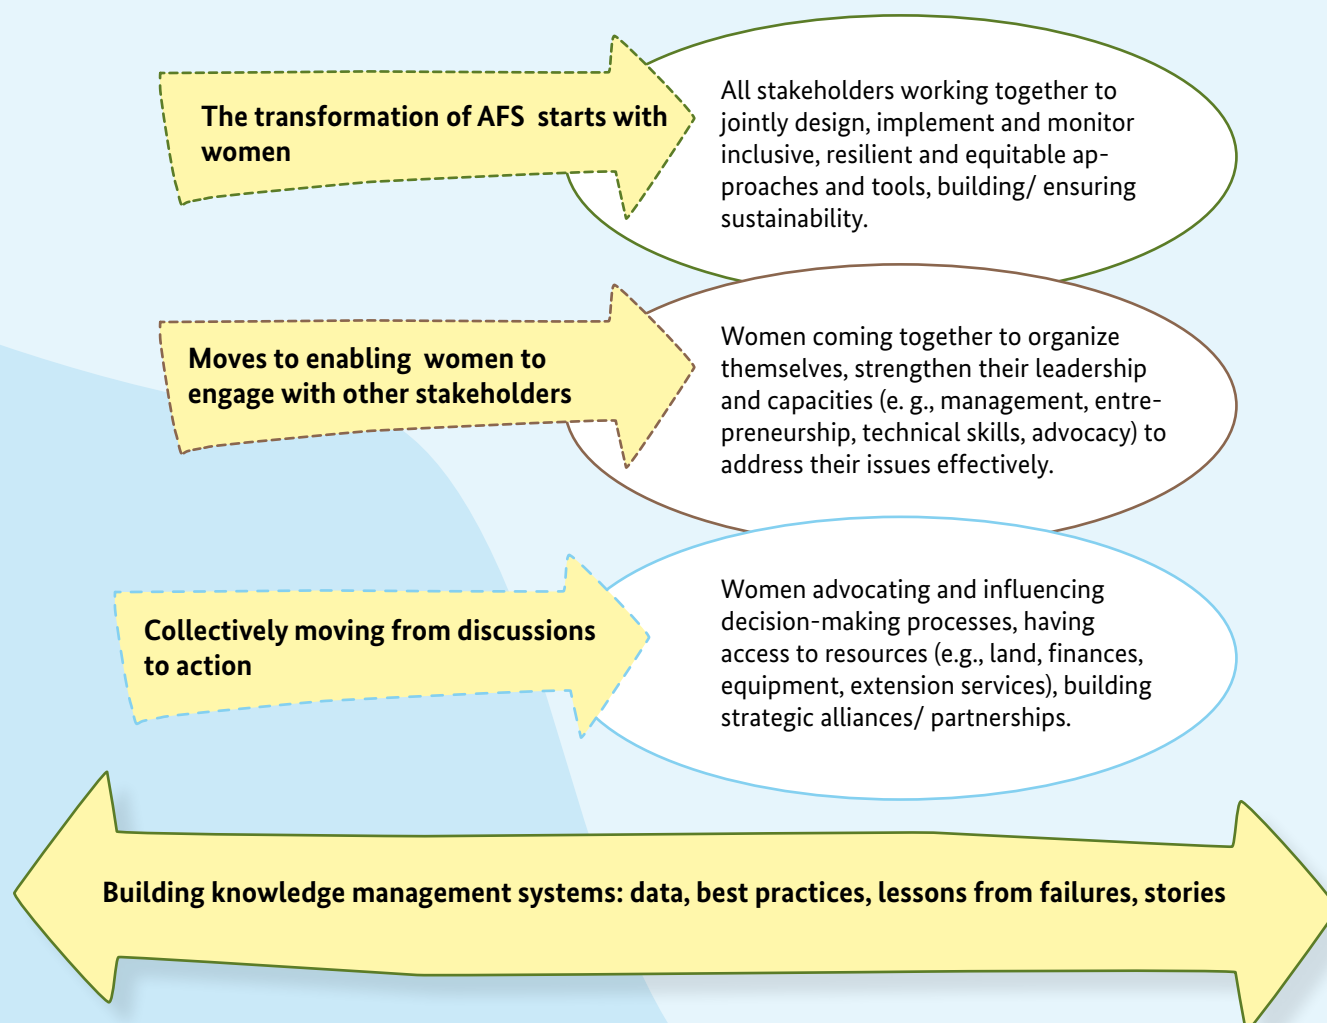 The transformation of AFS starts with
women
All stakeholders working together to
jointly design, implement and monitor
inclusive, resilient and equitable ap-
proaches and tools, building/ ensuring
sustainability.
Moves to enabling women to
engage with other stakeholders
Women coming together to organize
themselves, strengthen their leadership
and capacities (e. g., management, entre-
preneurship, technical skills, advocacy) to
address their issues effectively.
Collectively moving from discussions
to action
Women advocating and influencing
decision-making processes, having
access to resources (e.g., land, finances,
equipment, extension services), building
strategic alliances/ partnerships.
Building knowledge management systems: data, best practices, lessons from failures, stories